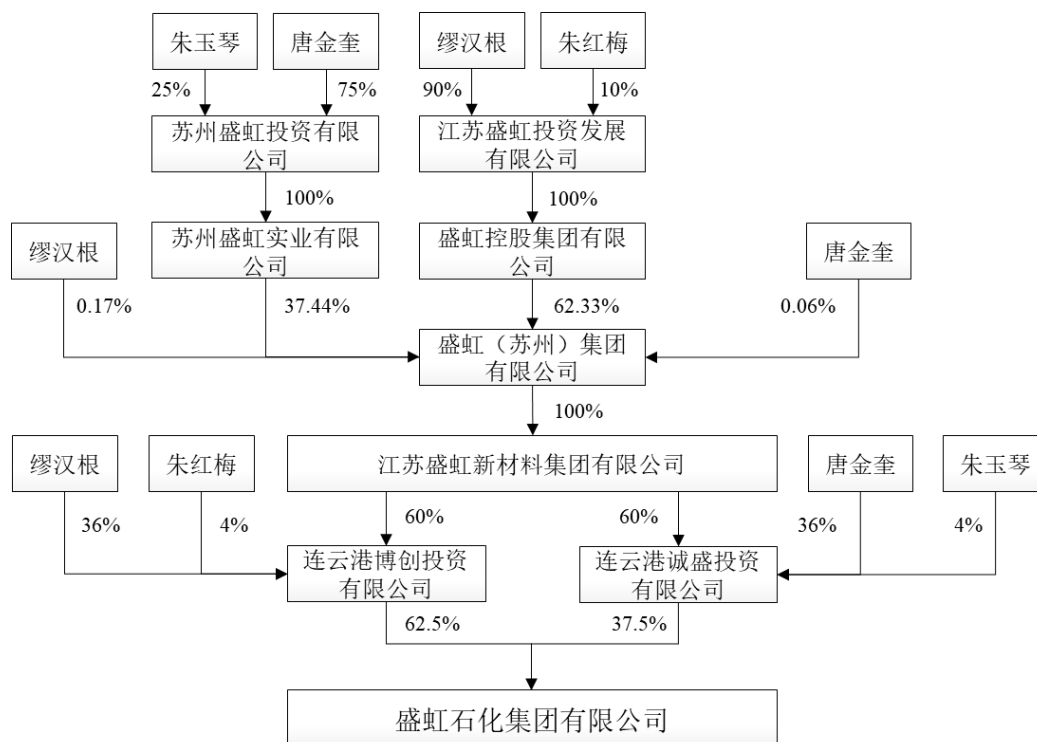 朱玉琴
唐金奎
缪汉根
朱红梅
25%
75%
90%
10%
苏州盛虹投资有限
公司
江苏盛虹投资发展
有限公司
100%
100%
缪汉根
苏州盛虹实业有限
公司
盛虹控股集团有限
公司
唐金奎
0.17%
37.44%
62.33%
0.06%
盛虹（苏州）集团
有限公司
100%
缪汉根
朱红梅
江苏盛虹新材料集团有限公司
唐金奎
朱玉琴
36%
4%
60%
60%
36%
4%
连云港博创投资
有限公司
连云港诚盛投资
有限公司
62.5%
37.5%
盛虹石化集团有限公司